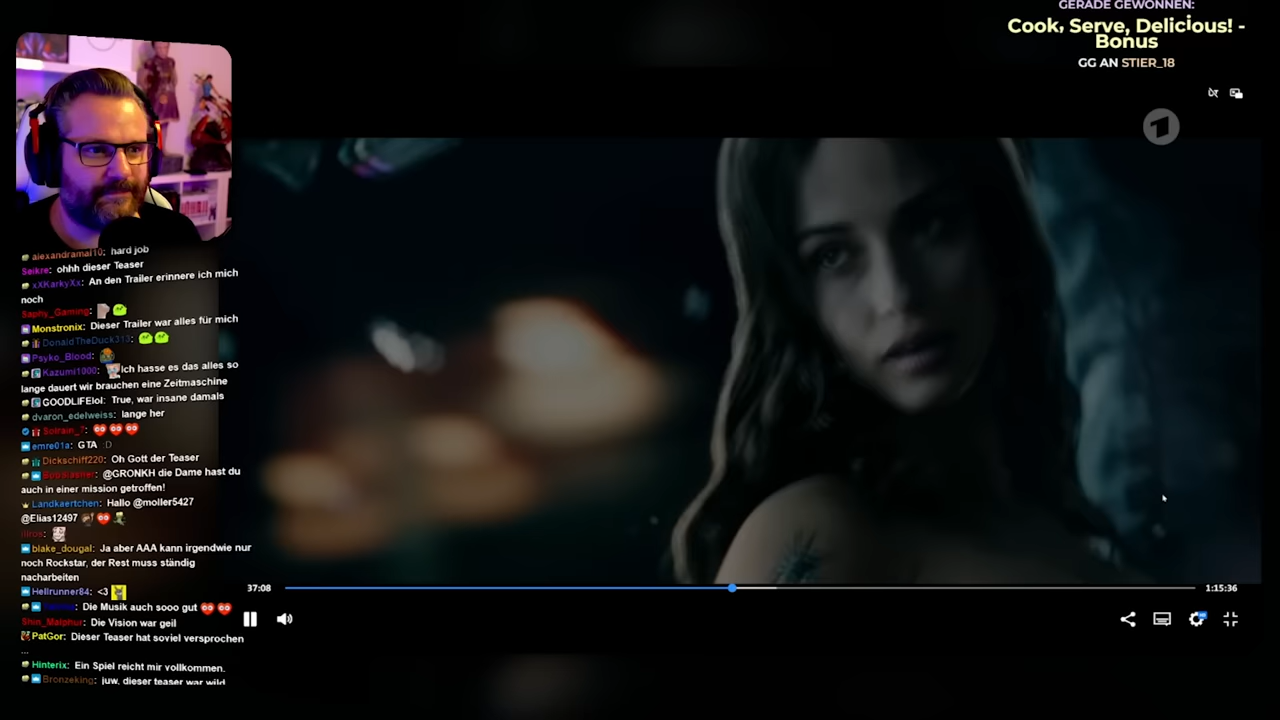 GERADE GEWONNEN:
Cook, Serve, Delicious! -
Bonus
GG AN STIER_18
alexandramal10: hard job
Seikre: ohhh dieser Teaser
xXKarkyXx: An den Trailer erinnere ich mich
noch
Saphy_Gaming:
Monstronix: Dieser Trailer war alles für mich
DonaldTheDuck313:
Psyko_Blood:
Kazumi1000: Ich hasse es das alles so
lange dauert wir brauchen eine Zeitmaschine
GOODLIFElol: True, war insane damals
dvaron_edelweiss: lange her
emre01a: GTA :D
Dickschiff220: Oh Gott der Teaser
@GRONKH die Dame hast du
auch in einer mission getroffen!
Landkaertchen: Hallo @moller5427
@Elias12497
blake_dougal: Ja aber AAA kann irgendwie nur
noch Rockstar, der Rest muss ständig
nacharbeiten
Hellrunner84: <3
Die Musik auch sooo gut
Shin_Malphur: Die Vision war geil
PatGor: Dieser Teaser hat soviel versprochen
...
Hinterix: Ein Spiel reicht mir vollkommen.
Bronzeking: juw, dieser teaser war wild
37:08
1:15:36